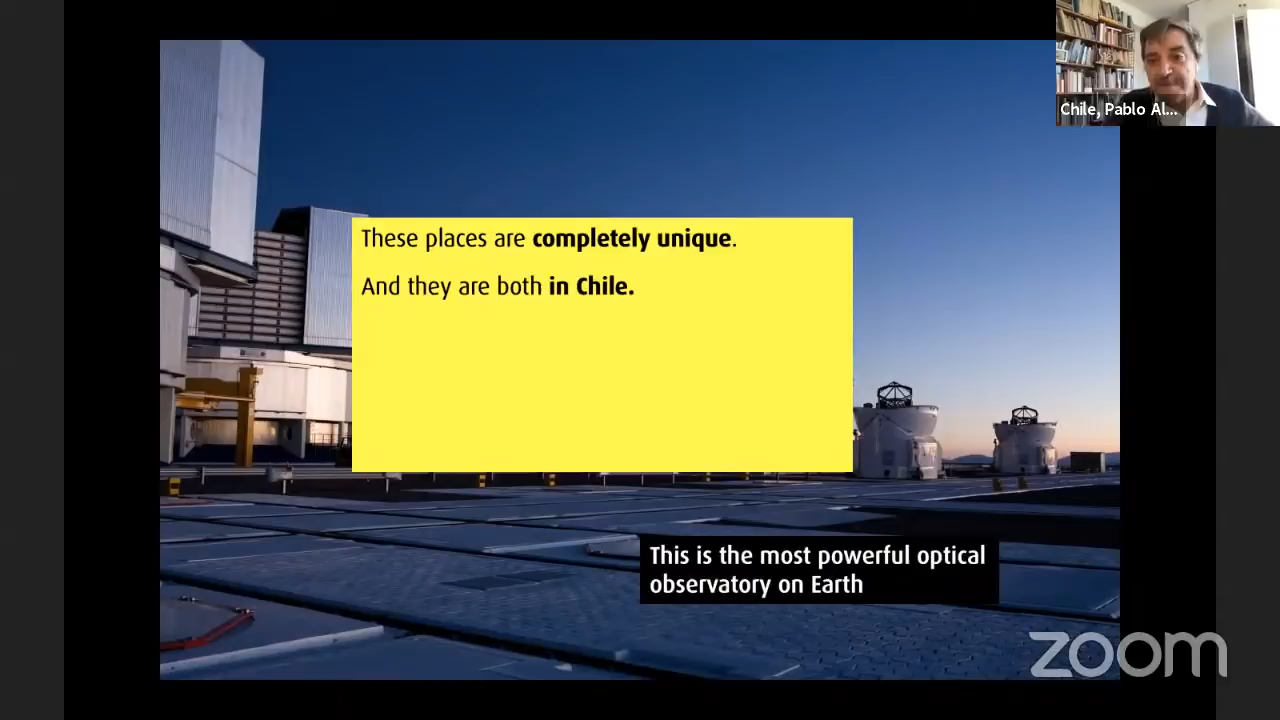 Chile, Pablo Al...
These places are completely unique.
And they are both in Chile.
This is the most powerful optical
observatory on Earth
zoom